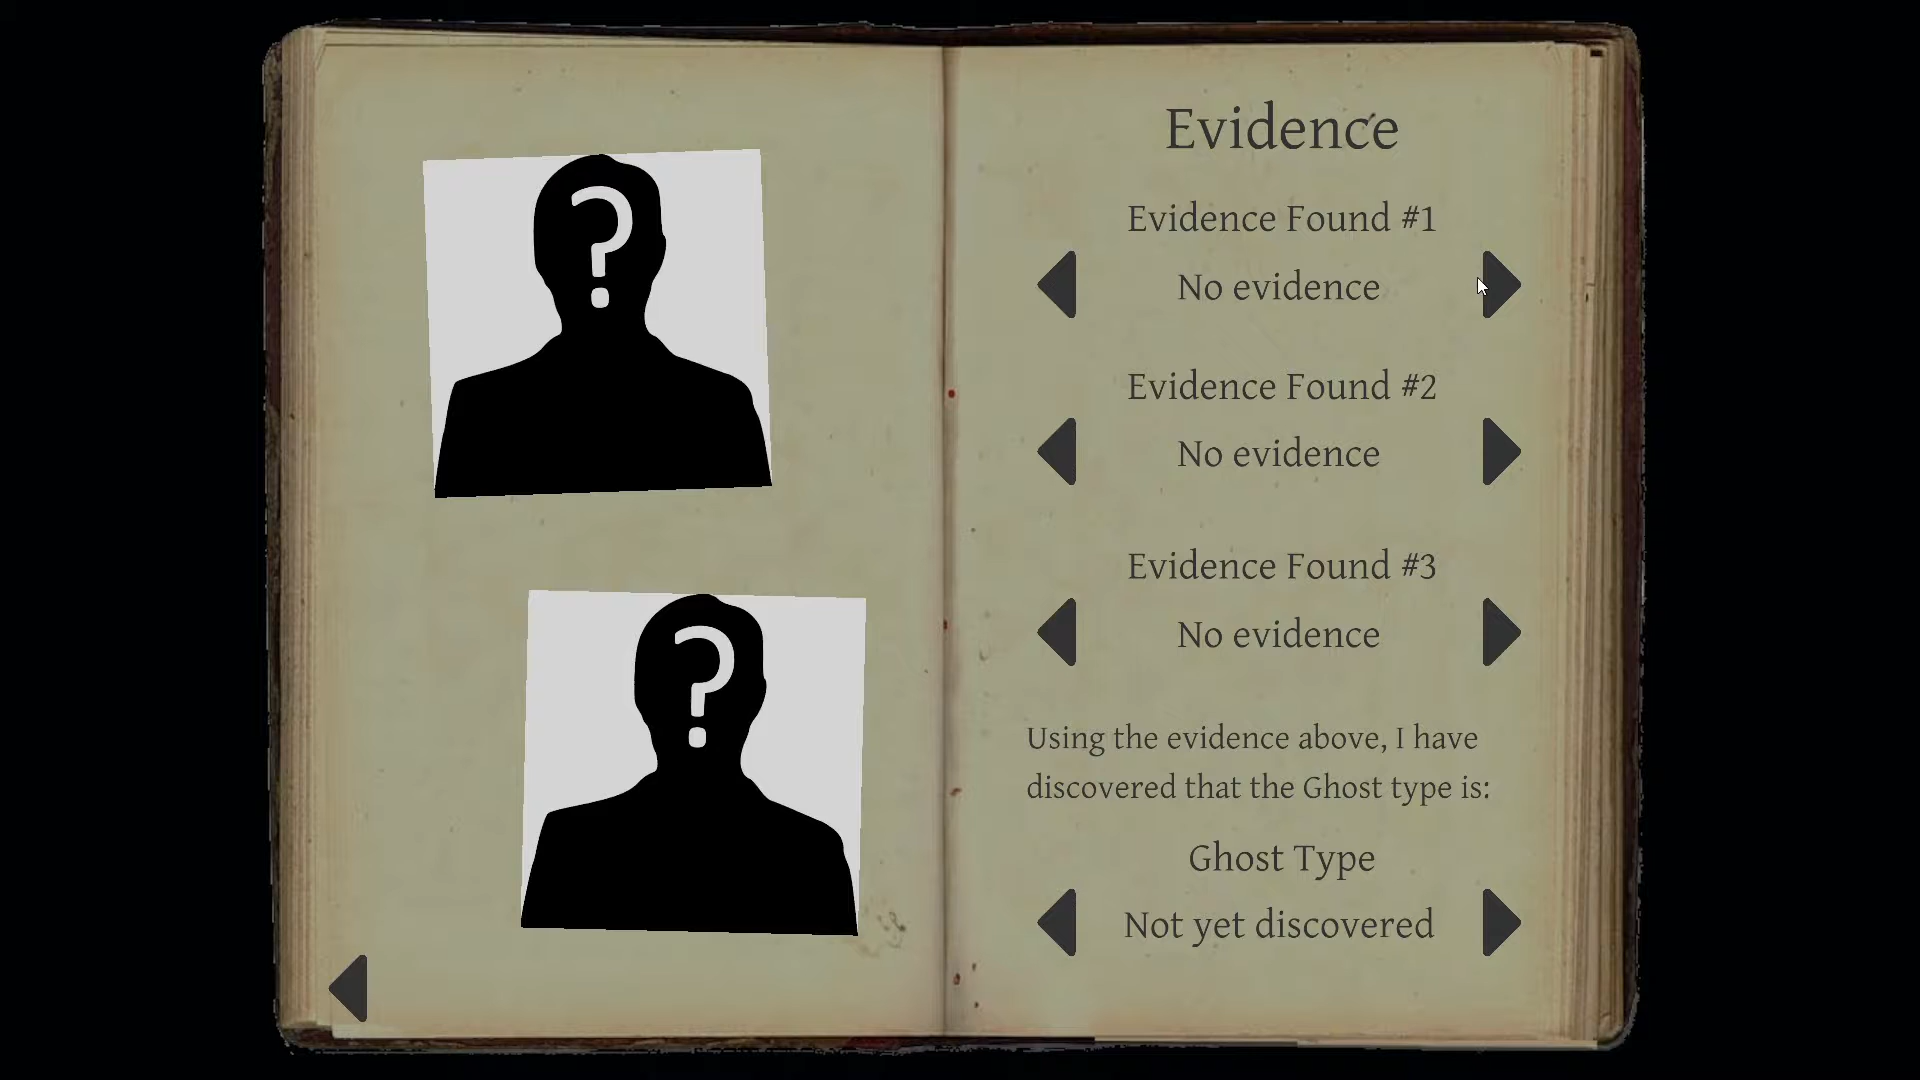 ?
?
Evidence
Evidence Found #1
No evidence
Evidence Found #2
No evidence
Evidence Found #3
No evidence
Using the evidence above, I have
discovered that the Ghost type is:
Ghost Type
Not yet discovered